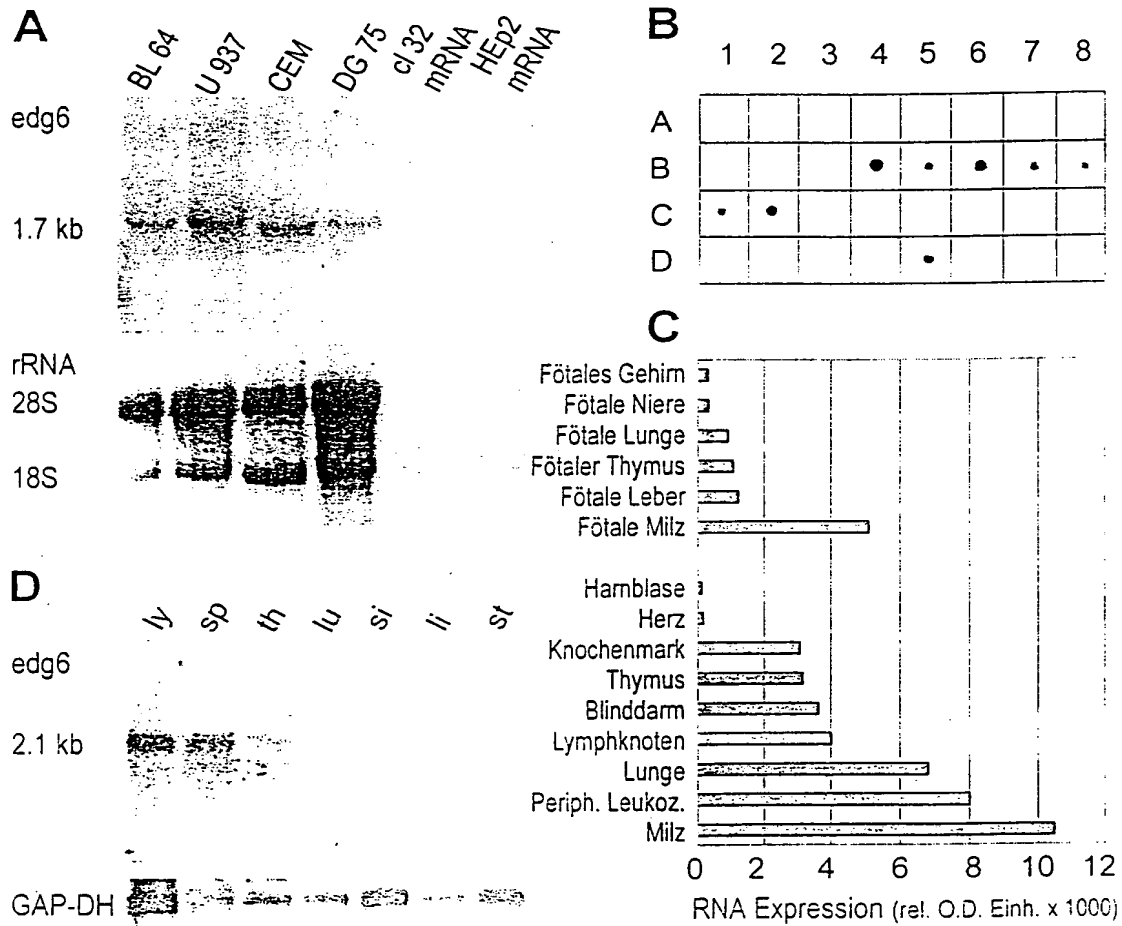 A
BL 64 U 937 CEM DG 75 cl 32 mRNA HEp2 mRNA
edg6
1.7 kb
rRNA
28S
18S
B
1 2 3 4 5 6 7 8
A
B
C
D
C
Fötales Gehirn
Fötale Niere
Fötale Lunge
Fötaler Thymus
Fötale Leber
Fötale Milz
Harnblase
Herz
Knochenmark
Thymus
Blinddarm
Lymphknoten
Lunge
Periph. Leukoz.
Milz
0 2 4 6 8 10 12
RNA Expression (rel. O.D. Einh. x 1000)
D
ly sp th lu si li st
edg6
2.1 kb
GAP-DH